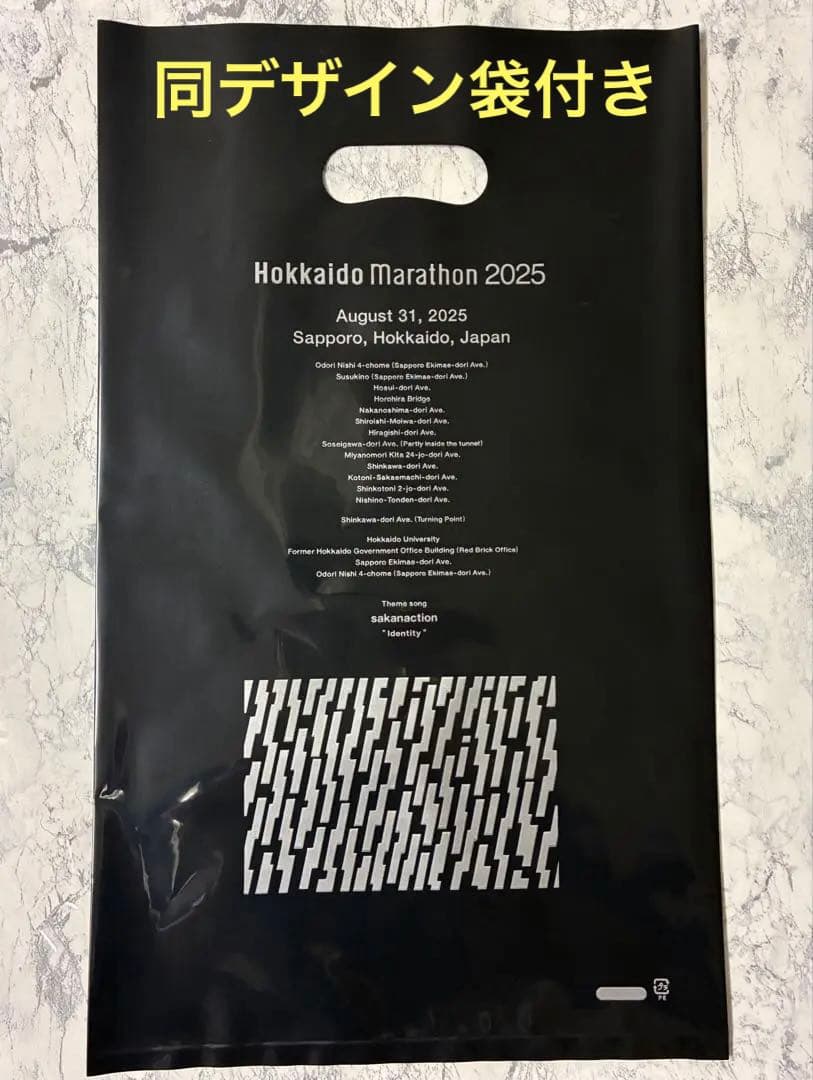 同デザイン袋付き
Hokkaido Marathon 2025
August 31, 2025
Sapporo, Hokkaido, Japan
Odori Nishi 4-chome (Sapporo Ekimae-dori Ave.)
Susukino (Sapporo Ekimae-dori Ave.)
Hosui-dori Ave.
Horohira Bridge
Nakanoshima-dori Ave.
Shiroishi-Moiwa-dori Ave.
Hiragishi-dori Ave.
Soseigawa-dori Ave. (Partly inside the tunnel)
Miyanomori Kita 24-jo-dori Ave.
Shinkawa-dori Ave.
Kotoni-Sakaemachi-dori Ave.
Shinkotoni 2-jo-dori Ave.
Nishino-Tonden-dori Ave.
Shinkawa-dori Ave. (Turning Point)
Hokkaido University
Former Hokkaido Government Office Building (Red Brick Office)
Sapporo Ekimae-dori Ave.
Odori Nishi 4-chome (Sapporo Ekimae-dori Ave.)
Theme song
sakanaction
"Identity"
プラ
PE